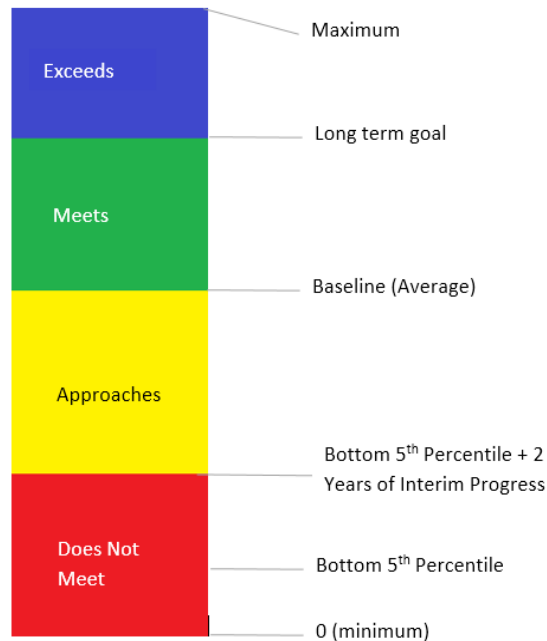 Maximum
Exceeds
Long term goal
Meets
Baseline (Average)
Approaches
Bottom 5th Percentile + 2
Years of Interim Progress
Does Not
Meet
Bottom 5th Percentile
0 (minimum)